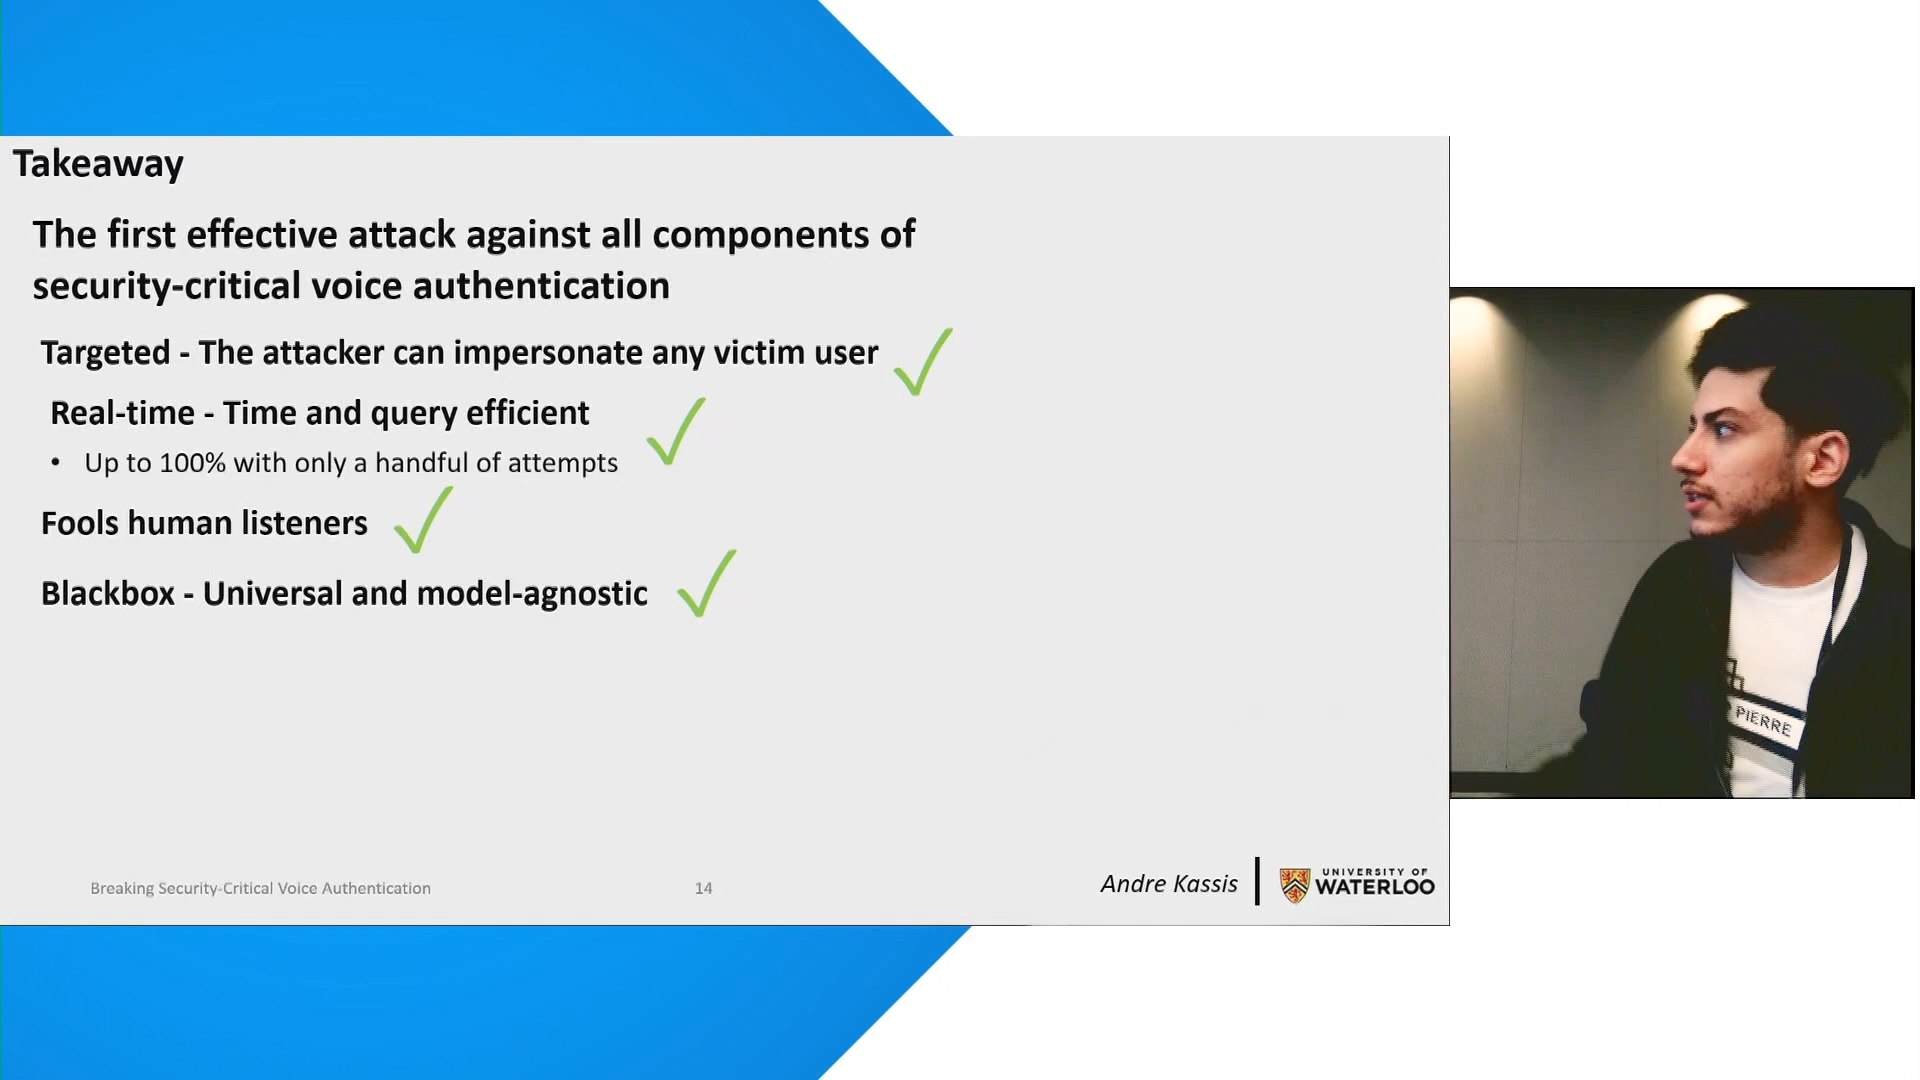 Takeaway
The first effective attack against all components of
security-critical voice authentication
Targeted - The attacker can impersonate any victim user
Real-time - Time and query efficient
• Up to 100% with only a handful of attempts
Fools human listeners
Blackbox - Universal and model-agnostic
Breaking Security-Critical Voice Authentication
14
Andre Kassis
UNIVERSITY OF
WATERLOO
PIERRE